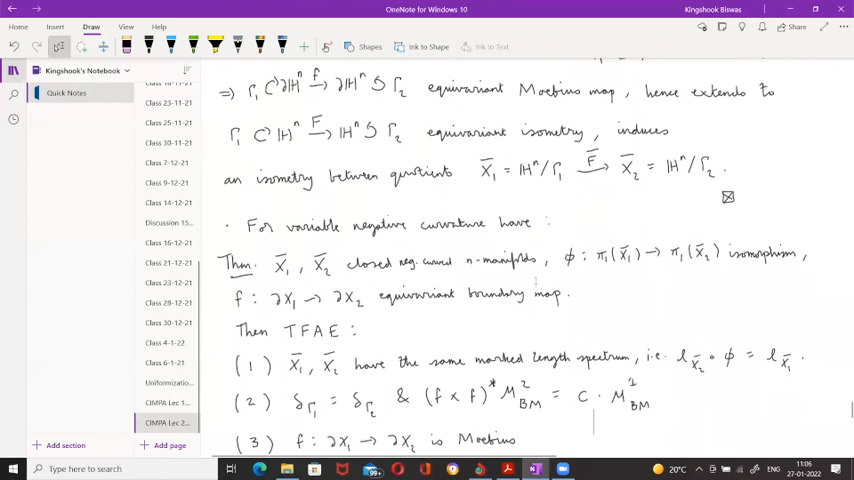 OneNote for Windows 10
Kingshook Biswas
Home Insert Draw View Help
Share
Shapes Ink to Shape Ink to Text
Kingshook's Notebook
Quick Notes
Class 23-11-21
Class 25-11-21
Class 30-11-21
Class 7-12-21
Class 9-12-21
Class 14-12-21
Discussion 15...
Class 16-12-21
Class 21-12-21
Class 23-12-21
Class 28-12-21
Class 30-12-21
Class 4-1-22
Class 6-1-21
Uniformizatio...
CIMPA Lec 1...
CIMPA Lec 2...
Add section
Add page
⇒ Γ₁ C ∂ℍⁿ —f→ ∂ℍⁿ Ↄ Γ₂ equivariant Moebius map, hence extends to
Γ₁ C ℍⁿ —F→ ℍⁿ Ↄ Γ₂ equivariant isometry, induces
an isometry between quotients X̄₁ = ℍⁿ/Γ₁ —F̄→ X̄₂ = ℍⁿ/Γ₂.
· For variable negative curvature have :
Thm. X̄₁, X̄₂ closed neg. curved n-manifolds, ϕ : π₁(X̄₁) → π₁(X̄₂) isomorphism,
f : ∂X₁ → ∂X₂ equivariant boundary map.
Then TFAE :
(1) X̄₁, X̄₂ have the same marked length spectrum, i.e. l_X̄₂ ∘ ϕ = l_X̄₁.
(2) δ_Γ₁ = δ_Γ₂ & (f × f)* M²_BM = C · M¹_BM
(3) f : ∂X₁ → ∂X₂ is Moebius
Type here to search
99+
20°C
ENG
11:06
27-01-2022